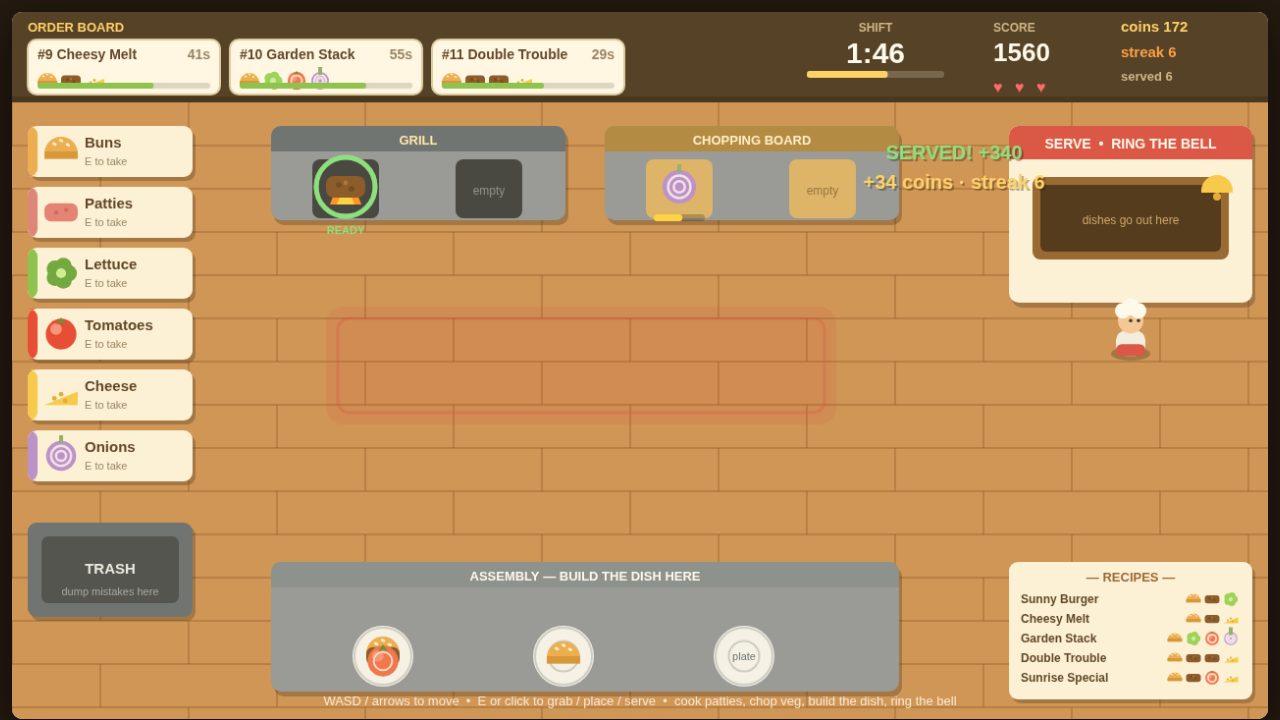 ORDER BOARD
#9 Cheesy Melt 41s
#10 Garden Stack 55s
#11 Double Trouble 29s
SHIFT
1:46
SCORE
1560
coins 172
streak 6
served 6
Buns
E to take
Patties
E to take
Lettuce
E to take
Tomatoes
E to take
Cheese
E to take
Onions
E to take
GRILL
empty
READY
CHOPPING BOARD
empty
SERVED! +340
+34 coins · streak 6
SERVE • RING THE BELL
dishes go out here
TRASH
dump mistakes here
ASSEMBLY — BUILD THE DISH HERE
plate
— RECIPES —
Sunny Burger
Cheesy Melt
Garden Stack
Double Trouble
Sunrise Special
WASD / arrows to move • E or click to grab / place / serve • cook patties, chop veg, build the dish, ring the bell